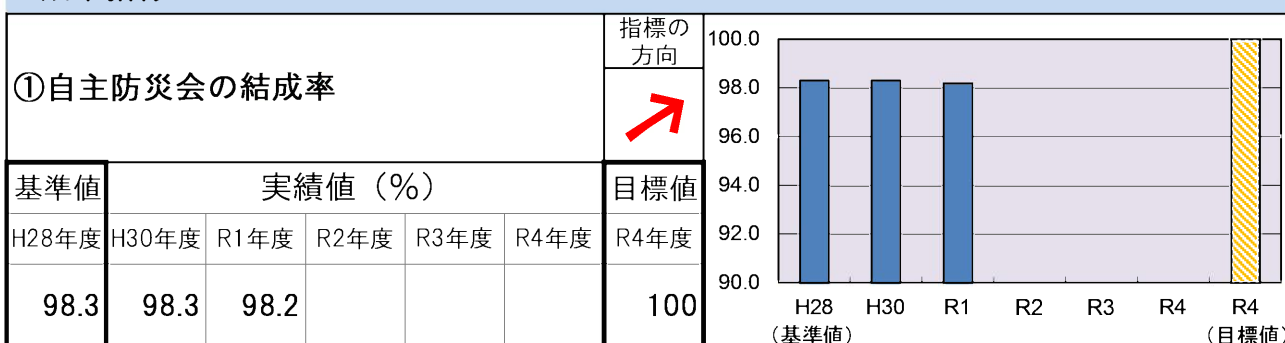 ①自主防災会の結成率
指標の
方向
基準値 実績値（%） 目標値
H28年度 H30年度 R1年度 R2年度 R3年度 R4年度 R4年度
98.3 98.3 98.2 100
100.0
98.0
96.0
94.0
92.0
90.0
H28 H30 R1 R2 R3 R4 R4
（基準値） （目標値）